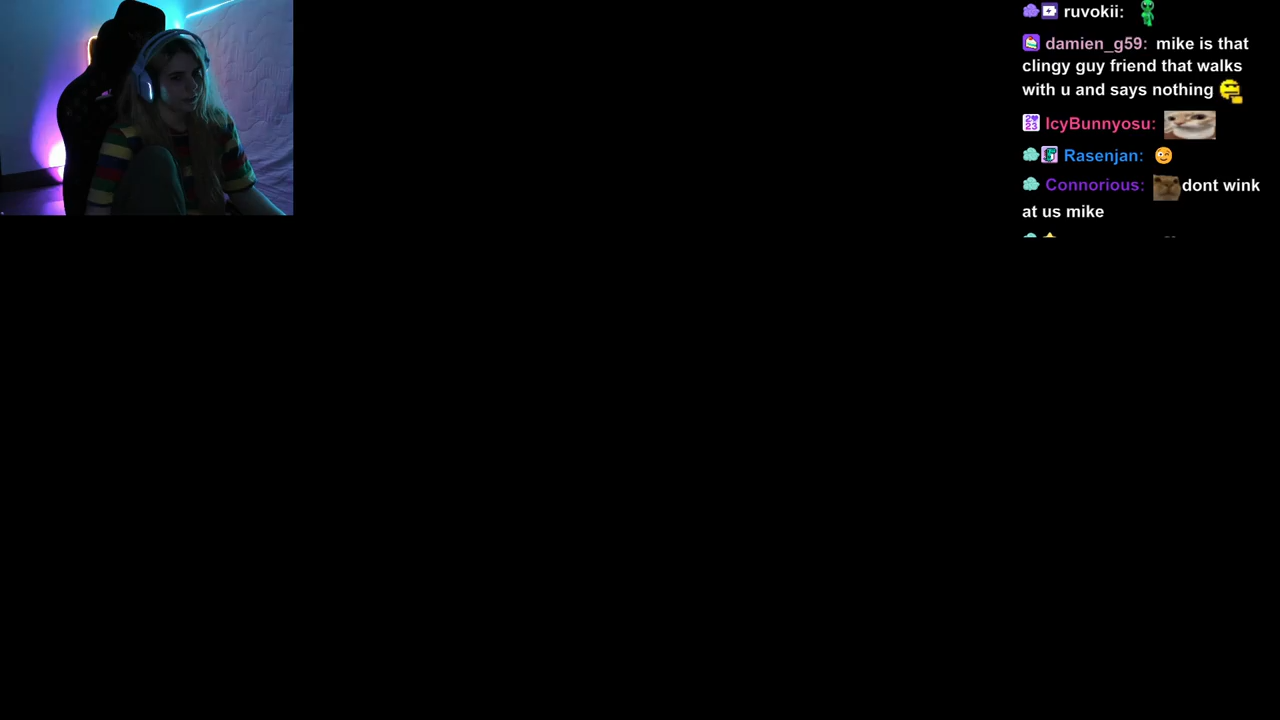 ruvokii:
damien_g59: mike is that
clingy guy friend that walks
with u and says nothing
IcyBunnyosu:
Rasenjan:
Connorious: dont wink
at us mike